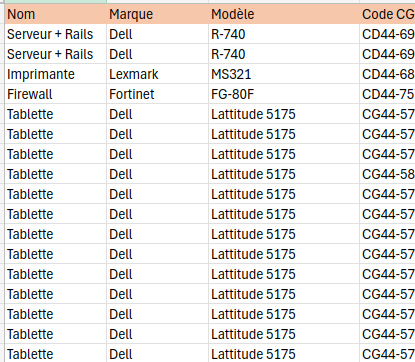 Nom Marque Modèle Code CG
Serveur + Rails Dell R-740 CD44-69
Serveur + Rails Dell R-740 CD44-69
Imprimante Lexmark MS321 CD44-68
Firewall Fortinet FG-80F CD44-75
Tablette Dell Lattitude 5175 CG44-57
Tablette Dell Lattitude 5175 CG44-57
Tablette Dell Lattitude 5175 CG44-57
Tablette Dell Lattitude 5175 CG44-58
Tablette Dell Lattitude 5175 CG44-57
Tablette Dell Lattitude 5175 CG44-57
Tablette Dell Lattitude 5175 CG44-57
Tablette Dell Lattitude 5175 CG44-57
Tablette Dell Lattitude 5175 CG44-57
Tablette Dell Lattitude 5175 CG44-57
Tablette Dell Lattitude 5175 CG44-57
Tablette Dell Lattitude 5175 CG44-57
Tablette Dell Lattitude 5175 CG44-57